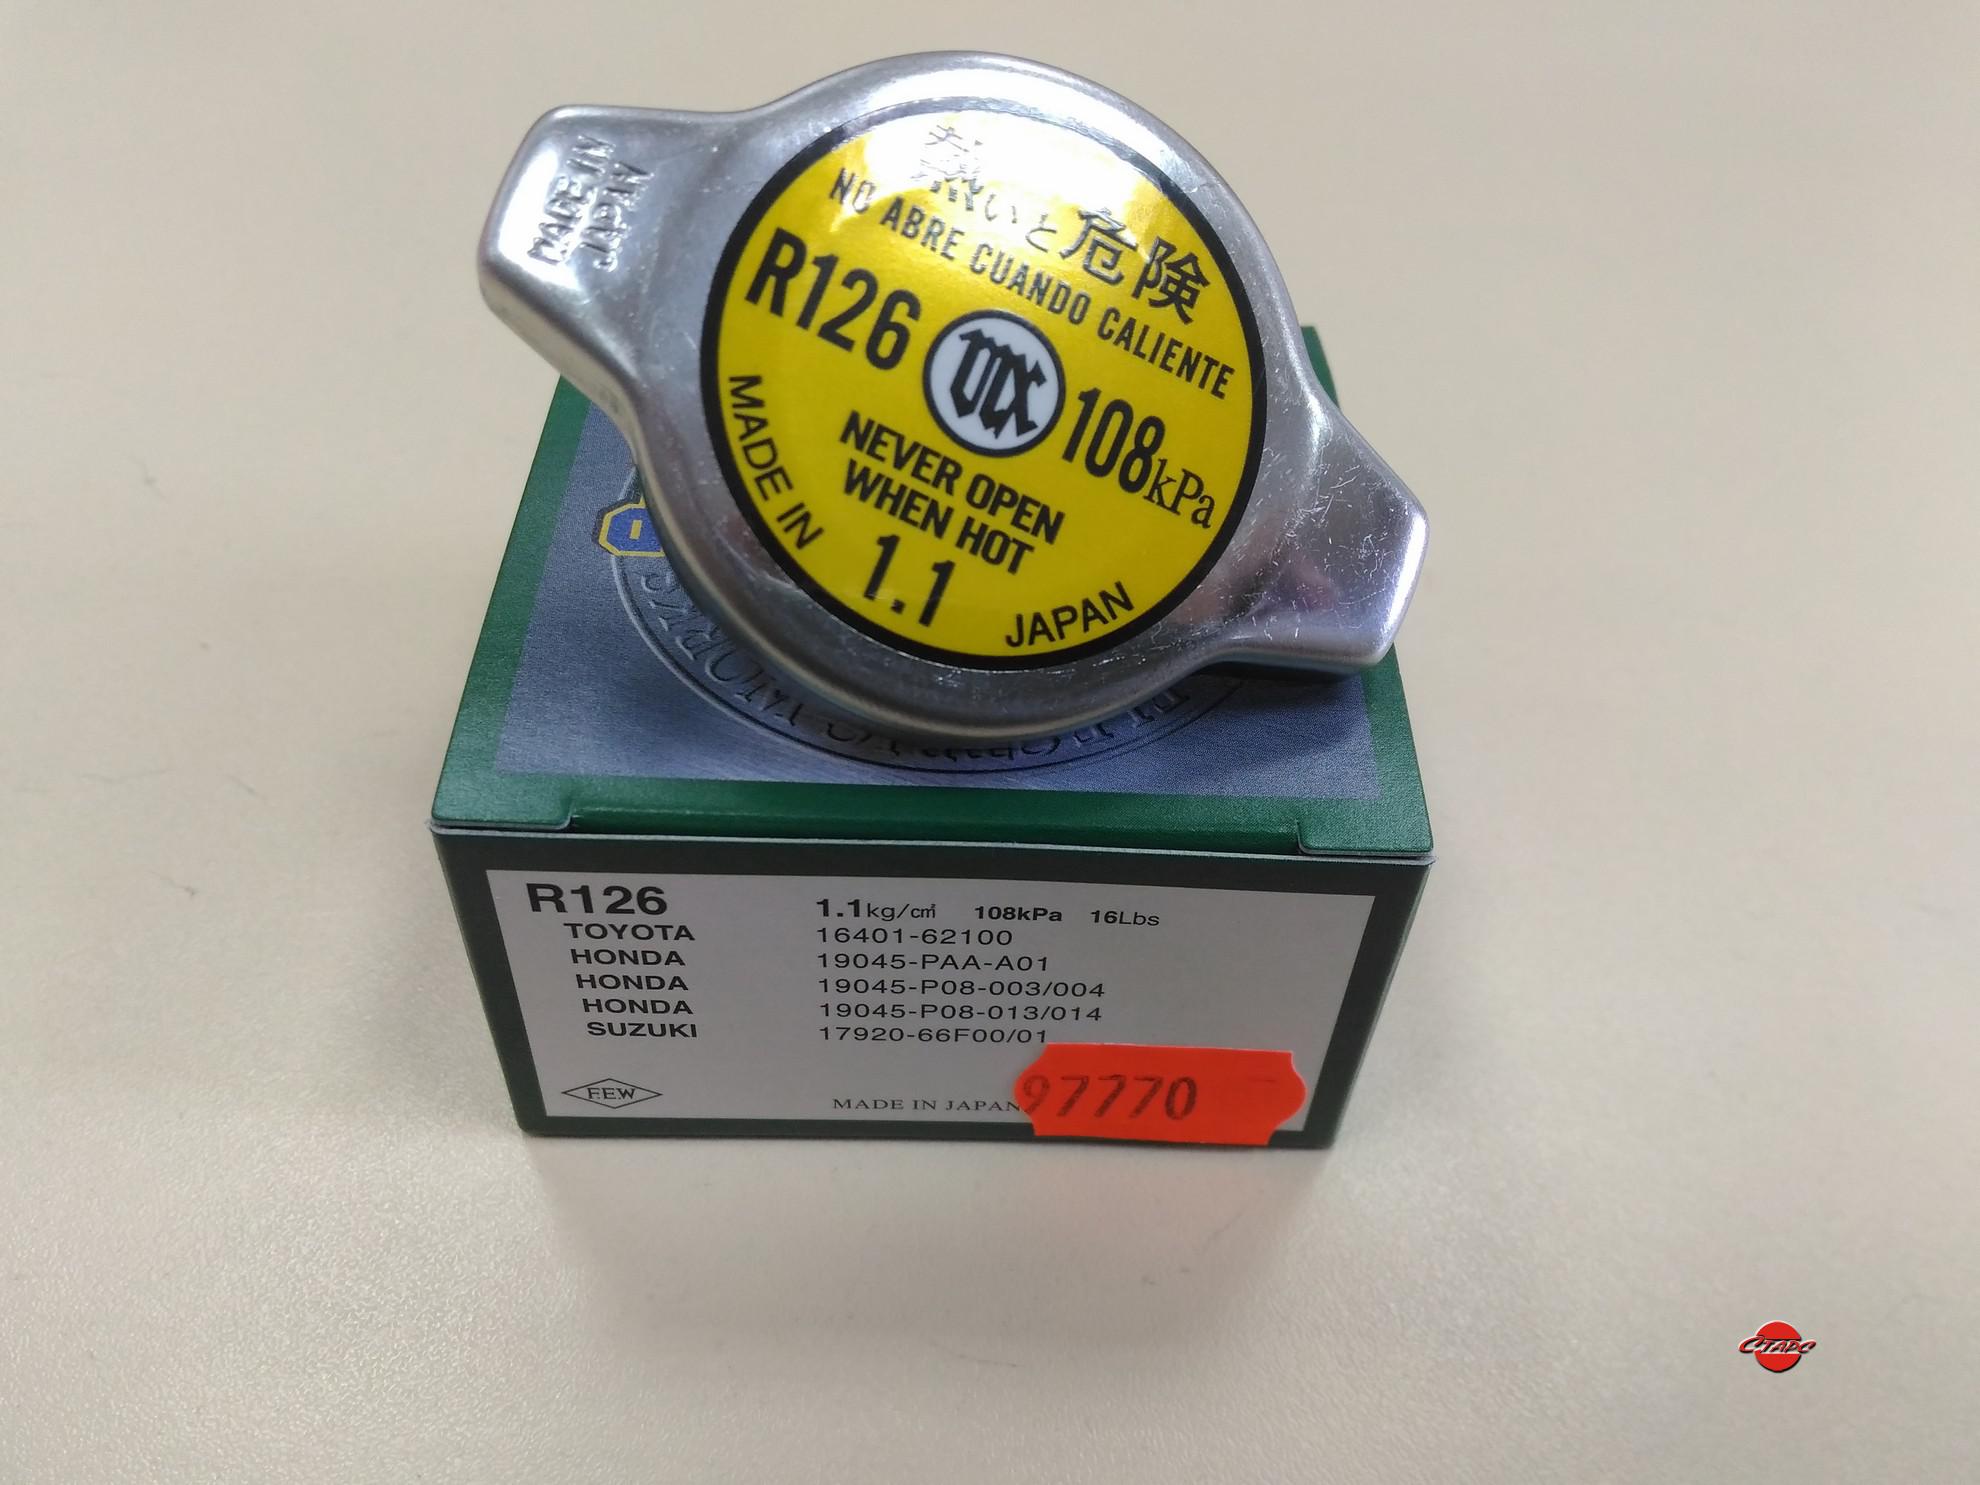 MADE IN
JAPAN
熱いと危険
NO ABRE CUANDO CALIENTE
R126
108kPa
NEVER OPEN
WHEN HOT
1.1
MADE IN JAPAN
R126 1.1kg/c㎡ 108kPa 16Lbs
TOYOTA 16401-62100
HONDA 19045-PAA-A01
HONDA 19045-P08-003/004
HONDA 19045-P08-013/014
SUZUKI 17920-66F00/01
F.E.W
MADE IN JAPAN
97770
СТАРС